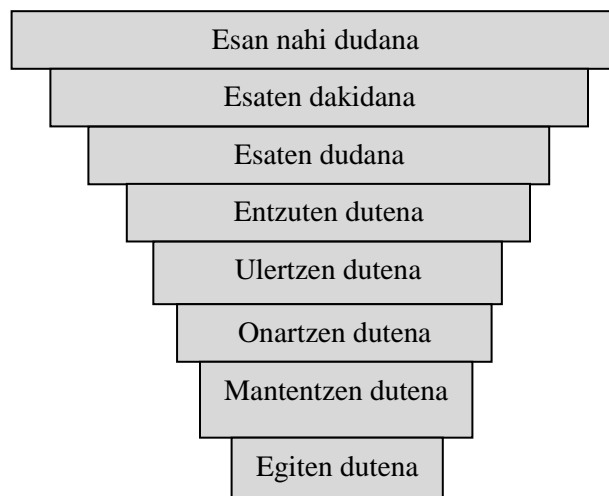 Esan nahi dudana
Esaten dakidana
Esaten dudana
Entzuten dutena
Ulertzen dutena
Onartzen dutena
Mantentzen dutena
Egiten dutena